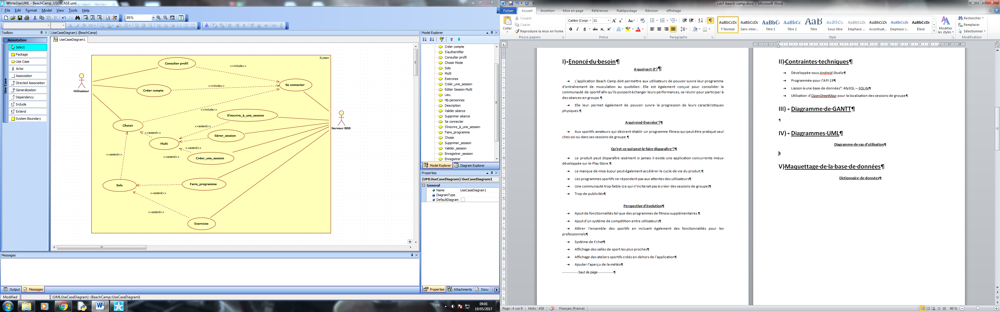 WhiteStarUML - BeachCamp_USERCASE.uml
File Edit Format Model View Tools Help
95%
Toolbox
Annotation
Select
Package
Use Case
Actor
Association
Directed Association
Generalization
Dependency
Include
Extend
System Boundary
Use Case
UseCaseDiagram1 (BeachCamp)
UseCaseDiagram1
System
Consulter profil
<<include>>
Utilisateur
Créer compte
<<include>>
Se connecter
<<include>>
S'inscrire_à_une_session
Serveur BDD
Choisir
<<extend>>
<<extend>>
Gérer_session
Multi
<<extend>>
<<extend>>
<<extend>>
Créer_une_session
Solo
Faire_programme
<<extend>>
<<extend>>
Exercices
Model Explorer
Créer compte
S'authentifier
Consulter profil
Choisir Mode
Solo
Multi
Exercices
Créer_une_session
Editer Session Multi
Lieu
Nb personnes
Description
Valider séance
Supprimer séance
Se connecter
S'inscrire_à_une_session
Faire_programme
Choisir
Supprimer_session
Valider_session
Enregistrer_session
Enregistrer
Model Explorer Diagram Explorer
Properties
(UMLUseCaseDiagram) UseCaseDiagram1
General
Name UseCaseDiagram1
DiagramType
DefaultDiagram
Properties Attachments Docu
Messages
Output Messages
Modified (UMLUseCaseDiagram) ::BeachCamp::UseCaseDiagram1
FR 09:01
19/05/2017
cdcf-beach-camp.docx - Microsoft Word
Fichier Accueil Insertion Mise en page Références Publipostage Révision Affichage
Coller
Couper
Copier
Reproduire la mise en forme
Presse-papiers
Calibri (Corps 11
G I S abc x₂ x²
Police
Paragraphe
¶ Normal Sans inter... Titre 1 Titre 2 Titre Sous-titre Emphase ... Accentuat... Emphase i... Élevé
Modifier les styles
Style
Rechercher
Remplacer
Sélectionner
Modification
I) Enoncé du besoin¶
A quoi sert-il°?¶
L'application Beach Camp doit permettre aux utilisateurs de pouvoir suivre leur programme
d'entraînement de musculation au quotidien. Elle est également conçue pour consolider la
communauté de sportif afin qu'ils puissent échanger leurs performances, se réunir pour participer à
des séances en groupe.¶
Elle leur permet également de pouvoir suivre la progression de leurs caractéristiques
physiques.¶
A qui rend-il service°?¶
Aux sportifs amateurs qui désirent établir un programme fitness qui peut être pratiqué seul
chez soi ou dans ses sessions de groupe.¶
Qu'est-ce qui peut le faire disparaître°?¶
Le produit peut disparaître aisément si jamais il existe une application concurrente mieux
développée sur le Play Store.¶
Le manque de mise à jour peut également accélérer le cycle de vie du produit.¶
Les programmes sportifs ne répondent pas aux attentes des utilisateurs¶
Une communauté trop faible (ce qui n'inciterait pas à créer des sessions de groupe)¶
Trop de publicités¶
Perspective d'évolution¶
Ajout de fonctionnalités tel que des programmes de fitness supplémentaires.¶
Ajout d'un système de compétition entre utilisateurs¶
Attirer l'ensemble des sportifs en incluant également des fonctionnalités pour les
professionnels¶
Système de t'chat¶
Affichage des salles de sport les plus proches¶
Affichage des ateliers sportifs créés en dehors de l'application¶
Ajouter l'aperçu de la météo¶
Saut de page¶
II) Contraintes techniques¶
Développée sous Android Studio¶
Programmée pour l'API 19¶
Liaison à une base de données°: MySQL – SQLite¶
Utilisation d'OpenStreetMap pour la localisation des sessions de groupe¶
III) Diagramme de GANTT¶
¶
IV) Diagrammes UML¶
Diagramme de cas d'utilisation¶
¶
V) Maquettage de la base de données¶
Dictionnaire de données¶
Page : 4 sur 9 Mots : 458 Français (France) 90 %